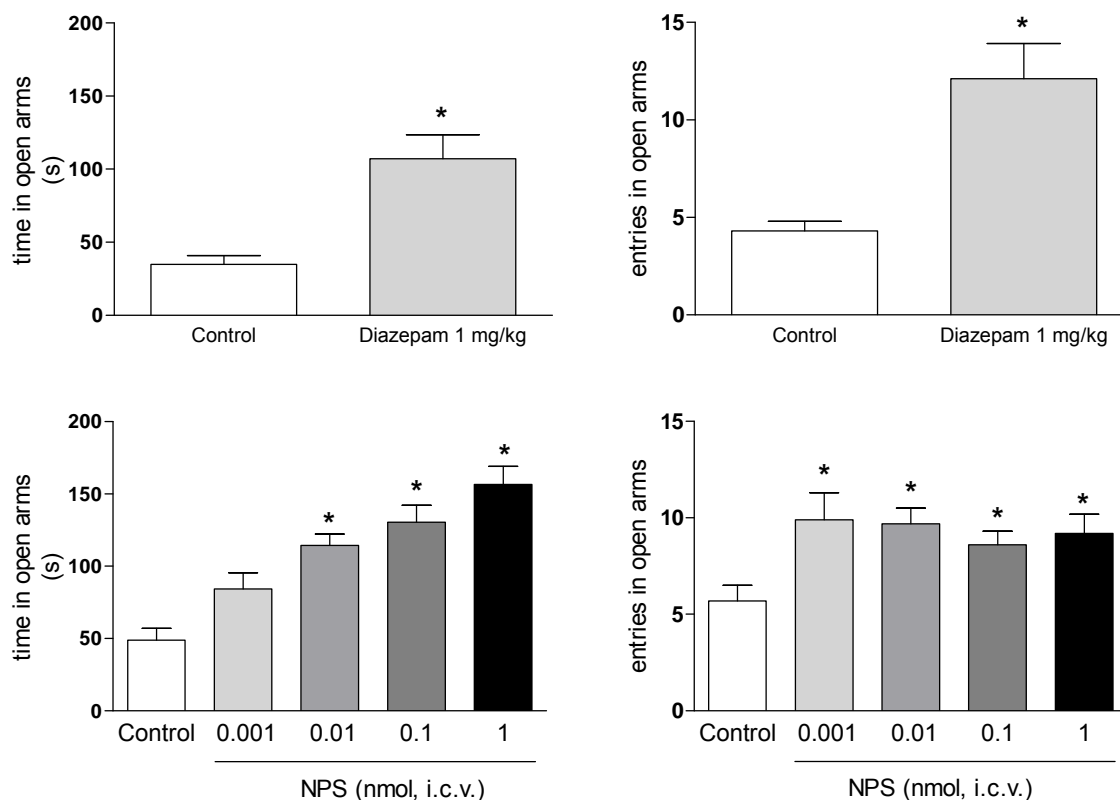 time in open arms
(s)
200
150
100
50
0
*
Control
Diazepam 1 mg/kg
entries in open arms
15
10
5
0
*
Control
Diazepam 1 mg/kg
time in open arms
(s)
200
150
100
50
0
*
*
*
Control 0.001 0.01 0.1 1
NPS (nmol, i.c.v.)
entries in open arms
15
10
5
0
*
*
*
*
Control 0.001 0.01 0.1 1
NPS (nmol, i.c.v.)